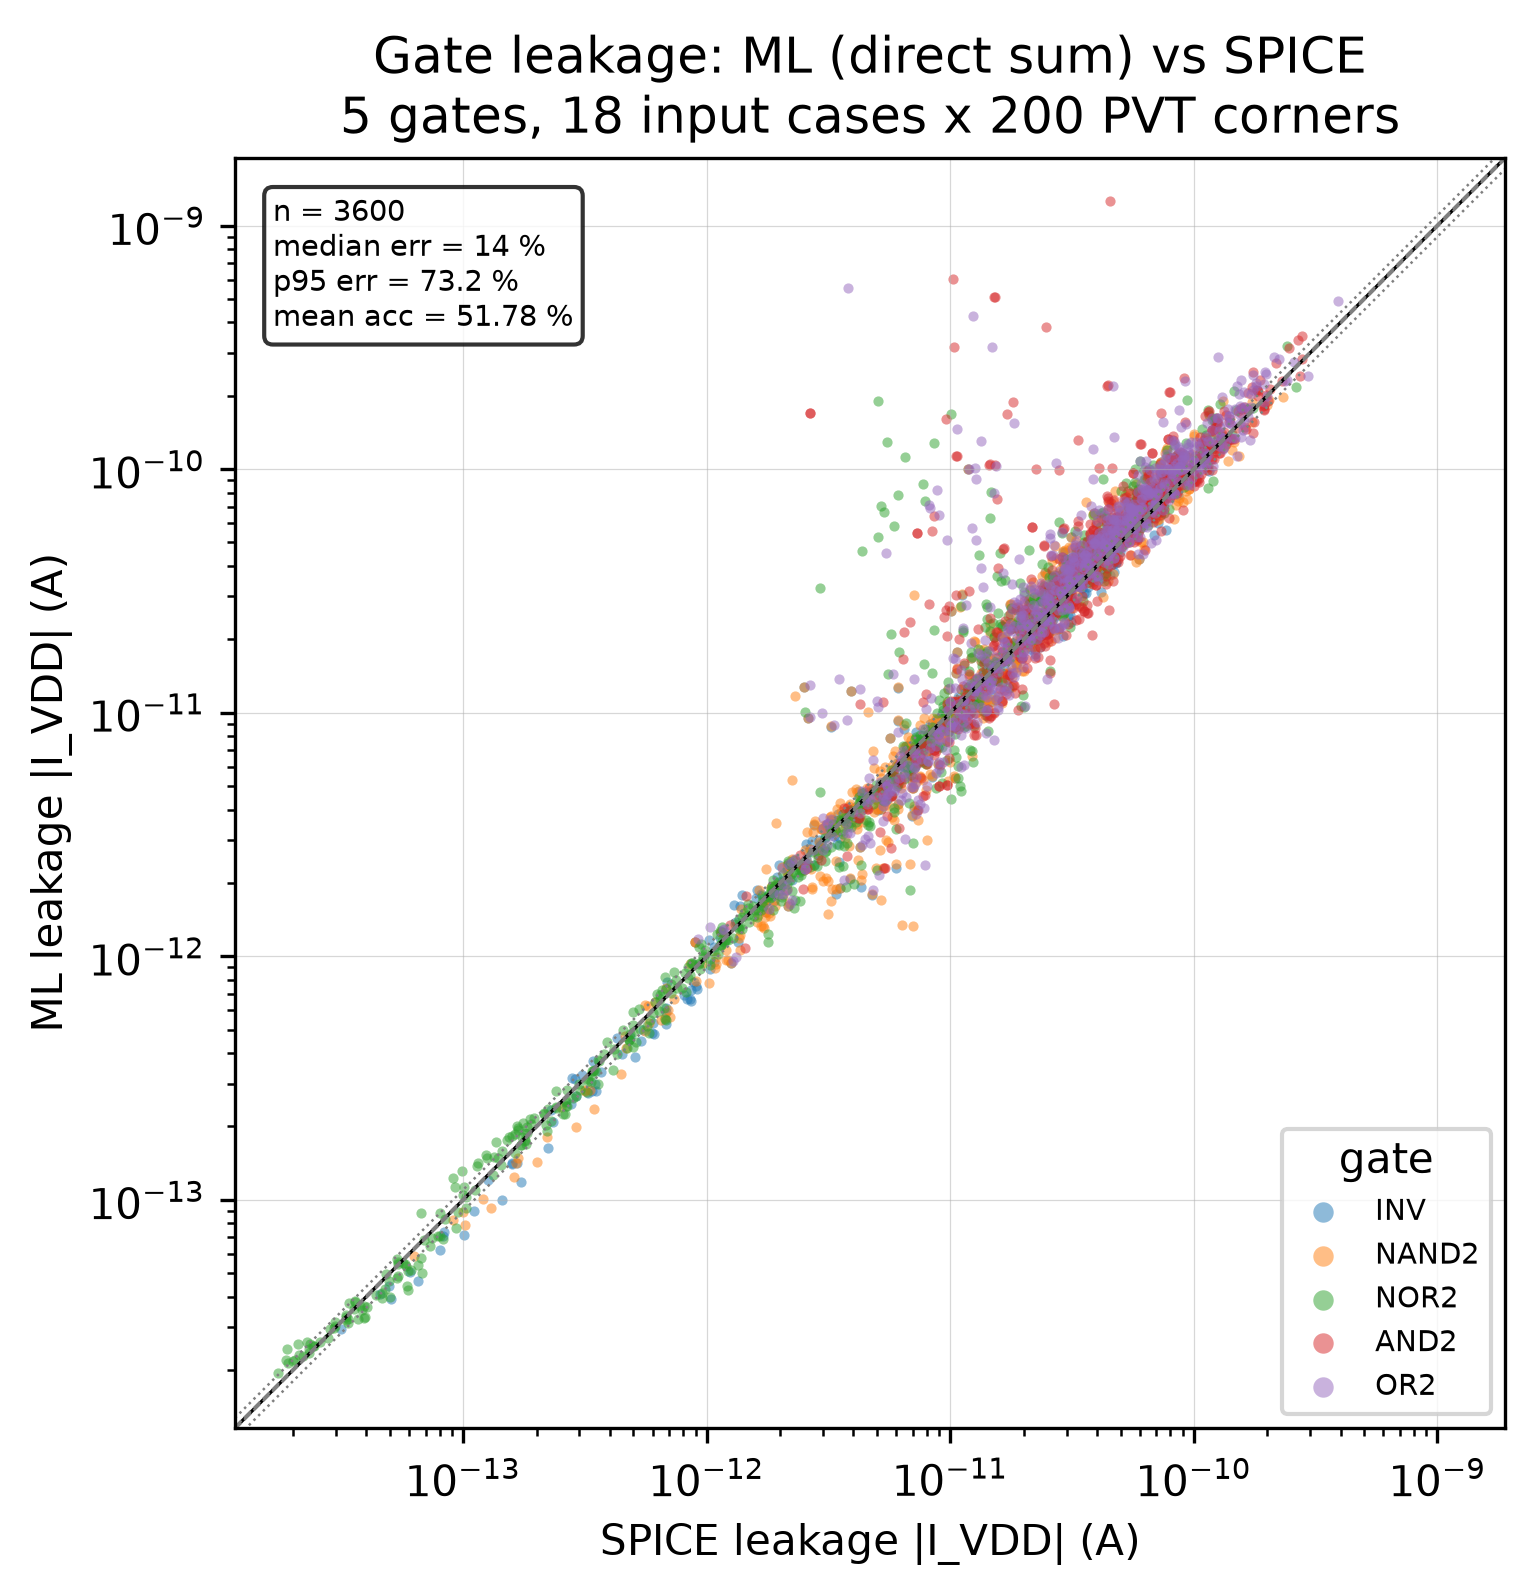 Gate leakage: ML (direct sum) vs SPICE
5 gates, 18 input cases x 200 PVT corners
n = 3600
median err = 14 %
p95 err = 73.2 %
mean acc = 51.78 %
ML leakage |I_VDD| (A)
10⁻⁹
10⁻¹⁰
10⁻¹¹
10⁻¹²
10⁻¹³
gate
INV
NAND2
NOR2
AND2
OR2
10⁻¹³ 10⁻¹² 10⁻¹¹ 10⁻¹⁰ 10⁻⁹
SPICE leakage |I_VDD| (A)